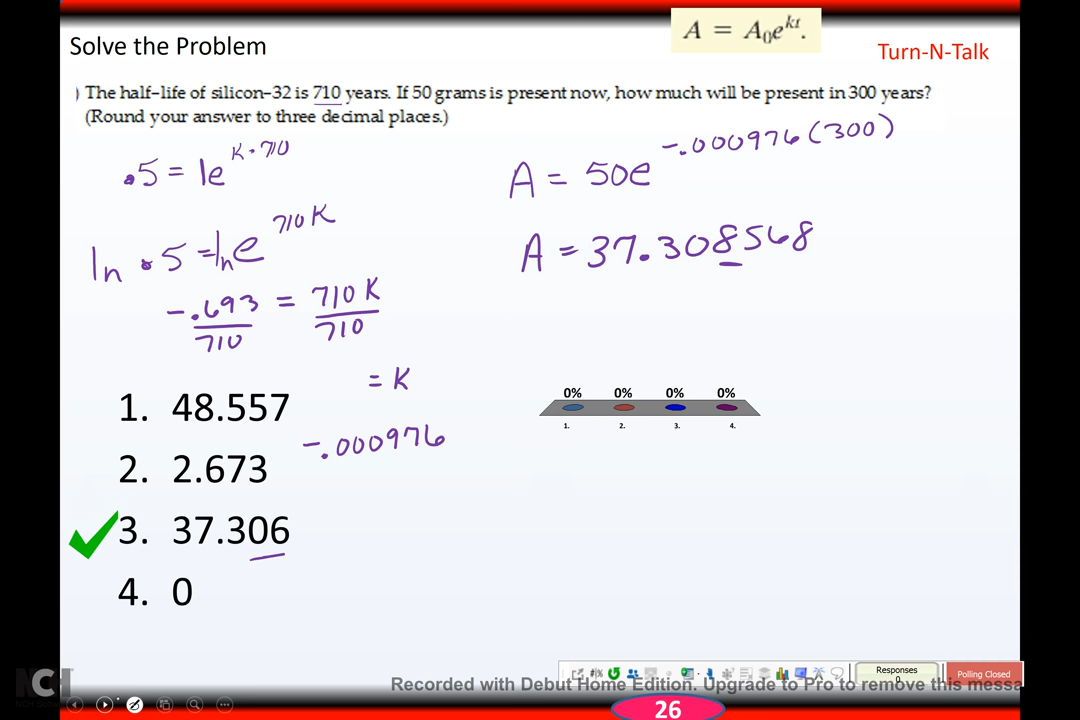 A = A₀e^{kt}.
Solve the Problem
Turn-N-Talk
) The half-life of silicon-32 is 710 years. If 50 grams is present now, how much will be present in 300 years?
(Round your answer to three decimal places.)
.5 = 1e^{K·710}
ln .5 = ln e^{710K}
-.693/710 = 710K/710
= K
-.000976
A = 50e^{-.000976(300)}
A = 37.308568
1. 48.557
2. 2.673
3. 37.306
4. 0
0% 0% 0% 0%
1. 2. 3. 4.
Responses
0
Polling Closed
NCH
Recorded with Debut Home Edition. Upgrade to Pro to remove this messa
26